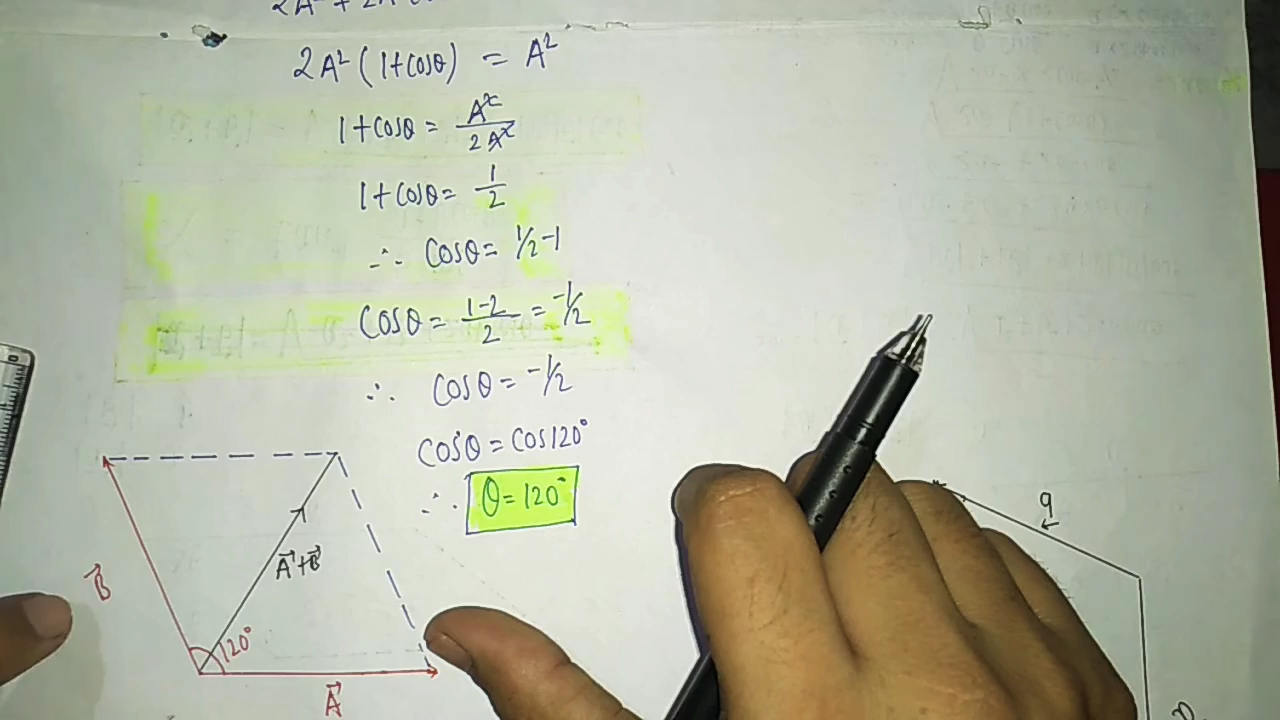 2A² (1+cosθ) = A²
1+cosθ = A²/2A²
1+cosθ = 1/2
∴ cosθ = 1/2-1
cosθ = 1-2/2 = -1/2
∴ cosθ = -1/2
cosθ = cos120°
∴ θ = 120°
B⃗
A⃗+B⃗
120°
A⃗
q